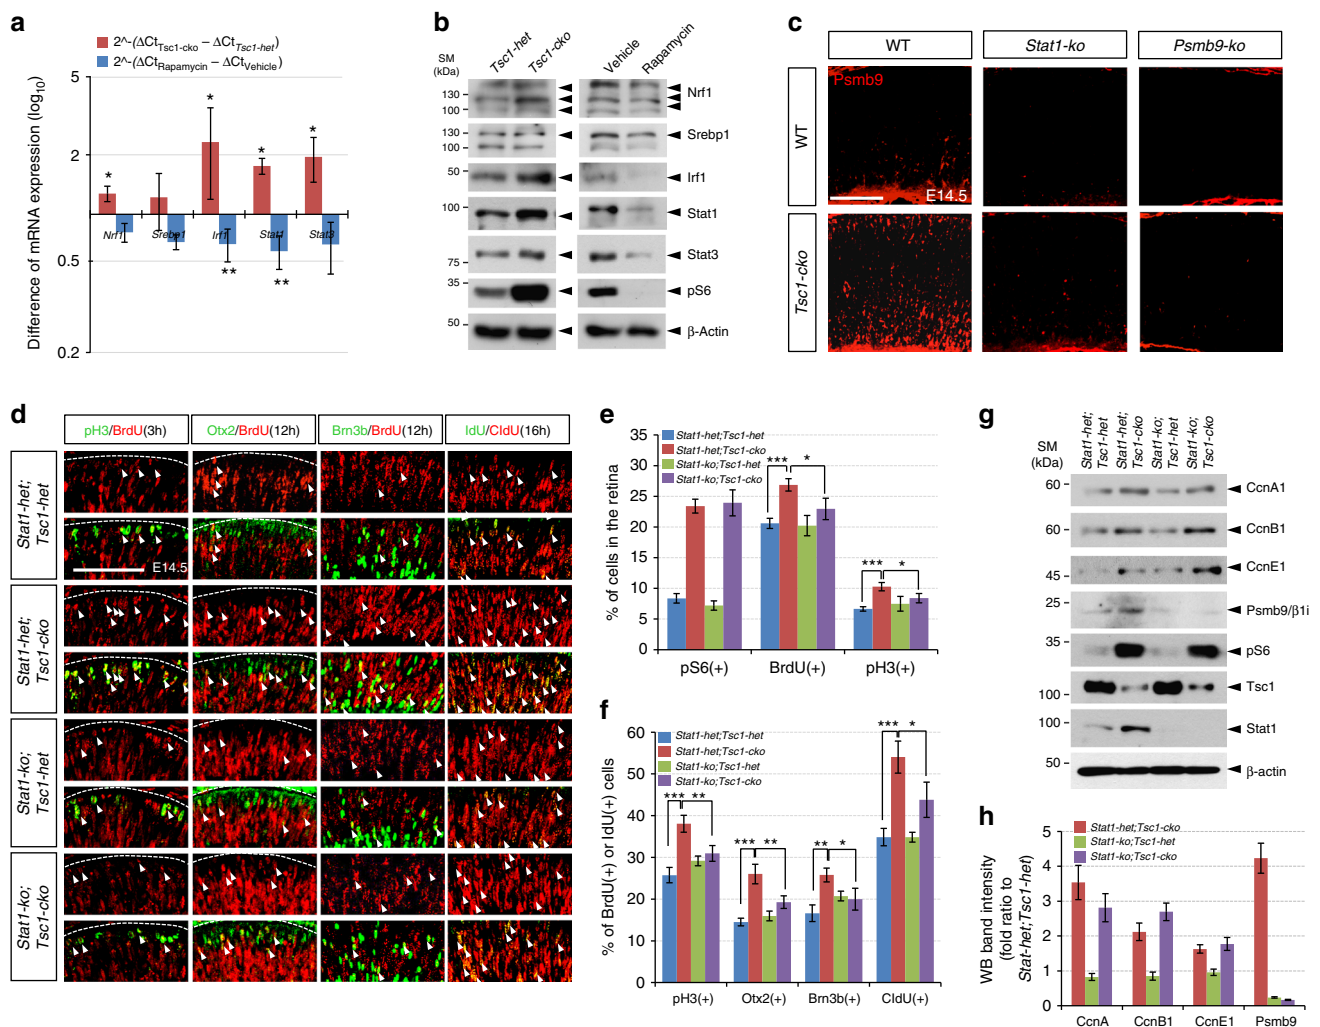 a
2^-(ΔCtTsc1-cko – ΔCtTsc1-het)
2^-(ΔCtRapamycin – ΔCtVehicle)
Difference of mRNA expression (log10)
5
2
0.5
0.2
*
*
*
*
**
**
Nrf1
Srebp1
Irf1
Stat1
Stat3
b
SM
(kDa)
Tsc1-het
Tsc1-cko
Vehicle
Rapamycin
130
100
Nrf1
130
100
Srebp1
50
Irf1
100
Stat1
75
Stat3
35
pS6
50
β-Actin
c
WT
Stat1-ko
Psmb9-ko
WT
Tsc1-cko
Psmb9
E14.5
d
pH3/BrdU(3h)
Otx2/BrdU(12h)
Brn3b/BrdU(12h)
IdU/CldU(16h)
Stat1-het;
Tsc1-het
E14.5
Stat1-het;
Tsc1-cko
Stat1-ko;
Tsc1-het
Stat1-ko;
Tsc1-cko
e
% of cells in the retina
35
30
25
20
15
10
5
0
Stat1-het;Tsc1-het
Stat1-het;Tsc1-cko
Stat1-ko;Tsc1-het
Stat1-ko;Tsc1-cko
***
*
***
*
pS6(+)
BrdU(+)
pH3(+)
f
% of BrdU(+) or IdU(+) cells
60
50
40
30
20
10
0
Stat1-het;Tsc1-het
Stat1-het;Tsc1-cko
Stat1-ko;Tsc1-het
Stat1-ko;Tsc1-cko
***
**
***
**
**
*
***
*
pH3(+)
Otx2(+)
Brn3b(+)
CldU(+)
g
SM
(kDa)
Stat1-het;
Tsc1-het
Stat1-het;
Tsc1-cko
Stat1-ko;
Tsc1-het
Stat1-ko;
Tsc1-cko
60
CcnA1
60
CcnB1
45
CcnE1
25
Psmb9/β1i
35
pS6
100
Tsc1
100
Stat1
50
β-actin
h
WB band intensity
(fold ratio to
Stat-het;Tsc1-het)
5
4
3
2
1
0
Stat1-het;Tsc1-cko
Stat1-ko;Tsc1-het
Stat1-ko;Tsc1-cko
CcnA
CcnB1
CcnE1
Psmb9